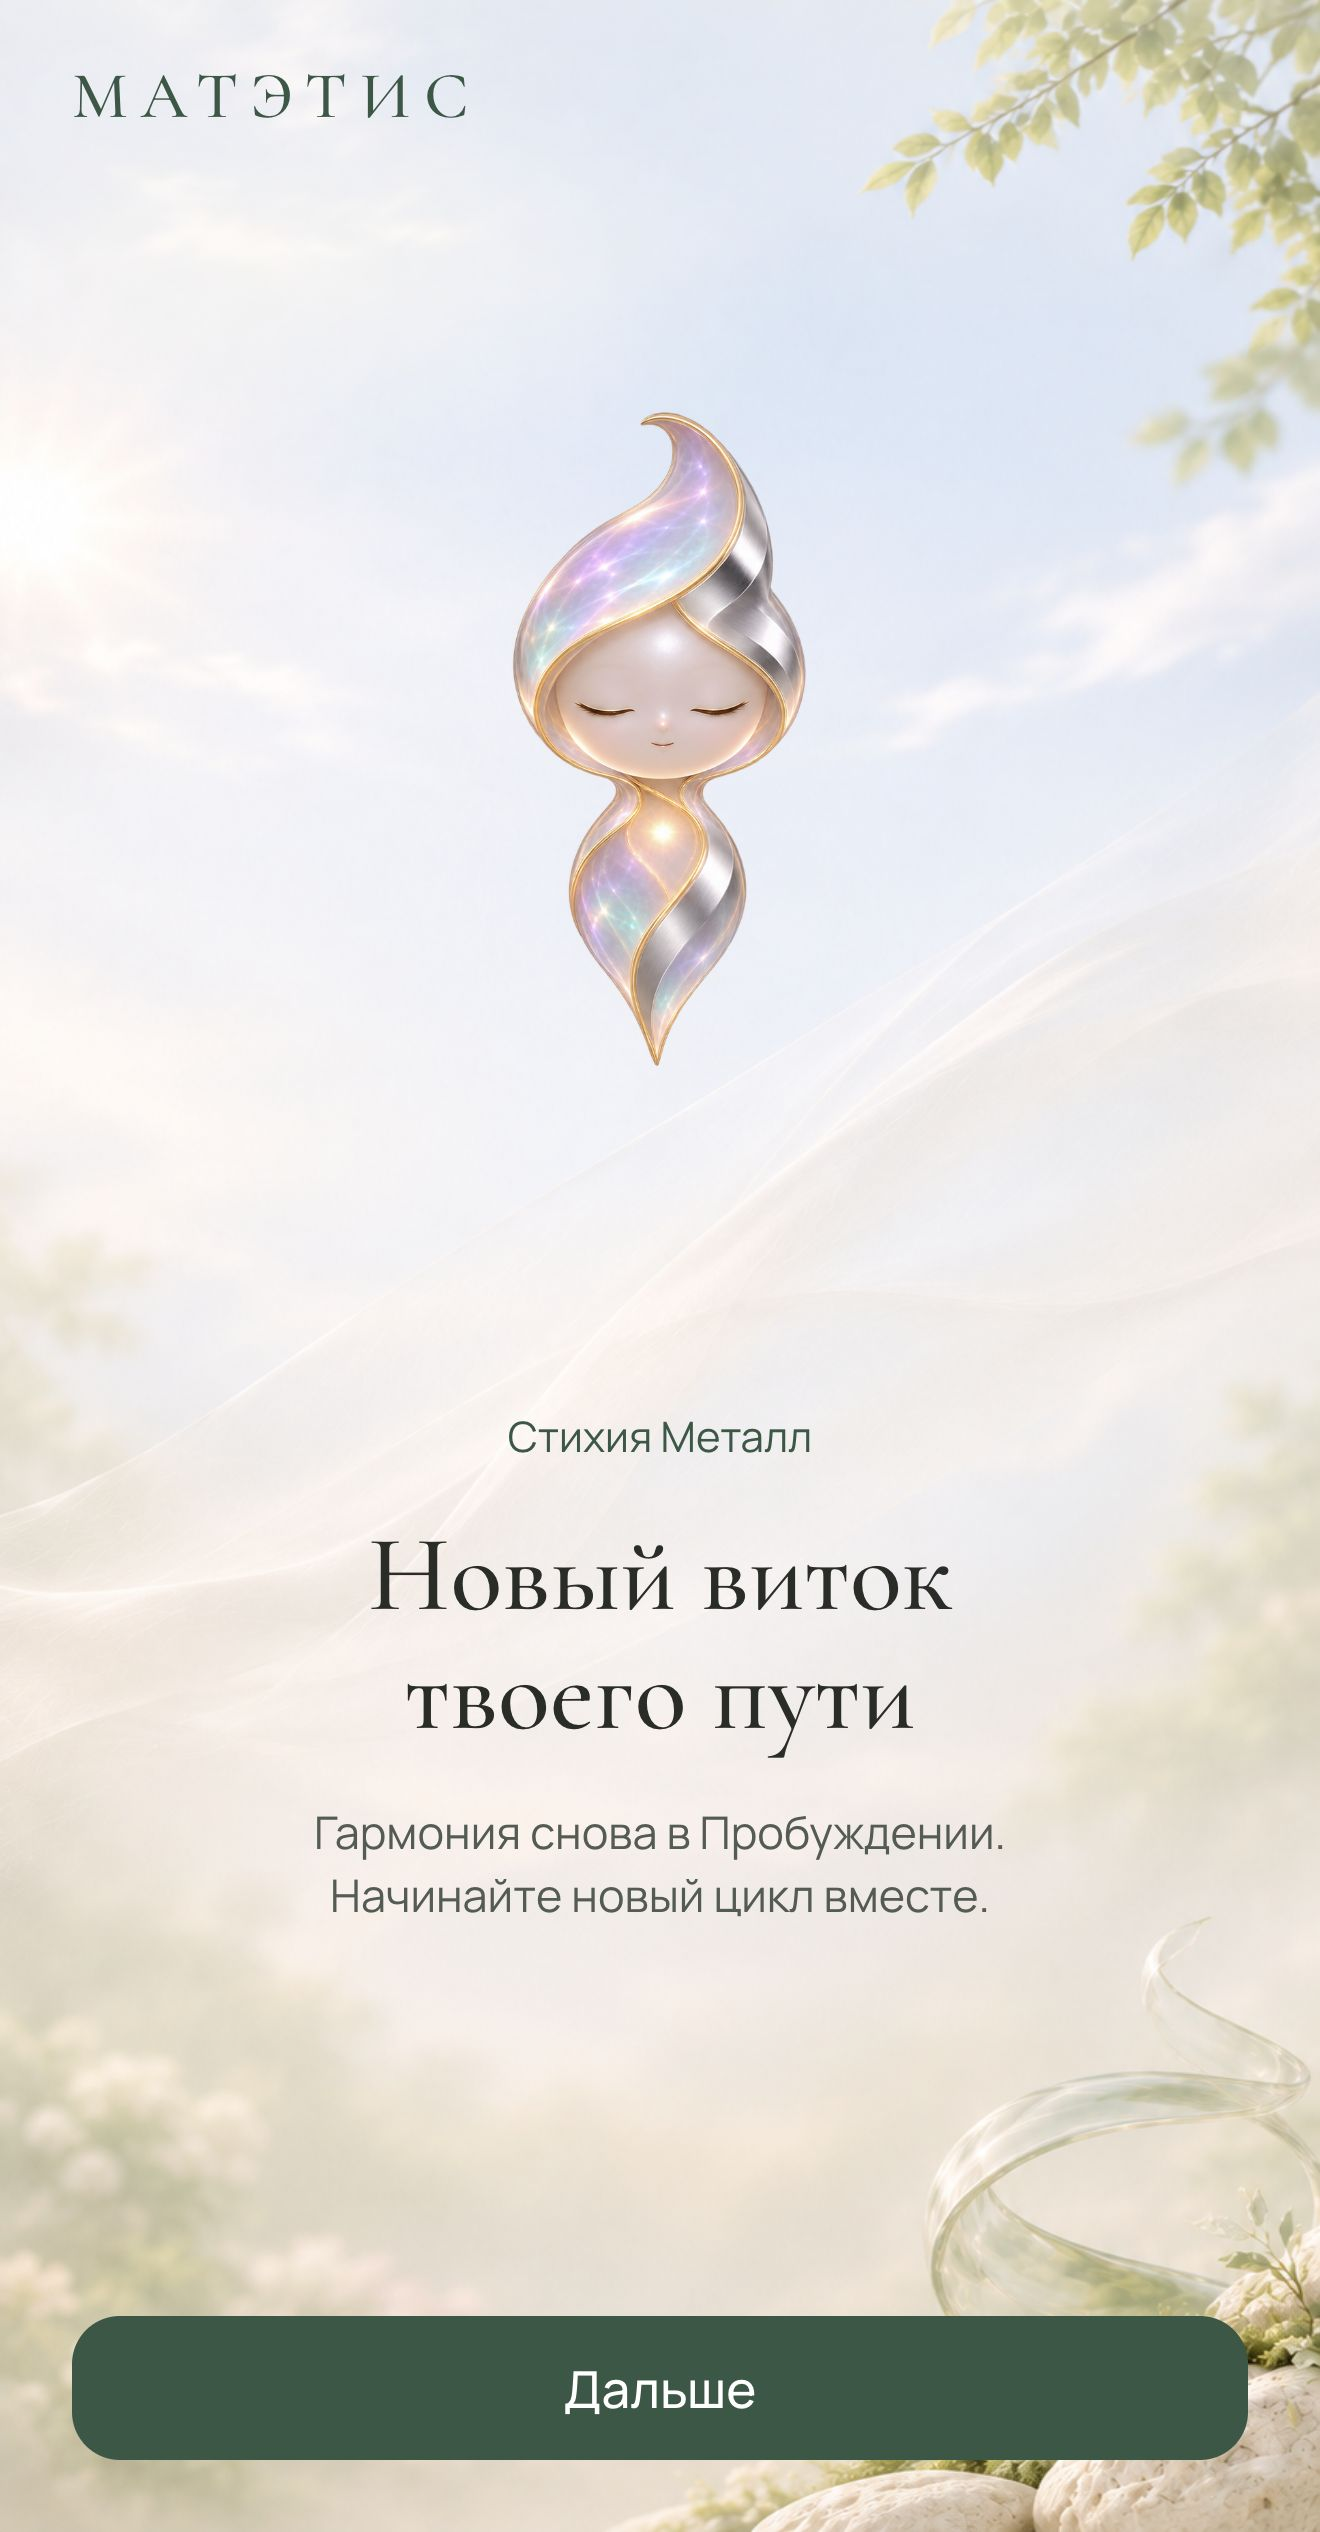 МАТЭТИС
Стихия Металл
Новый виток
твоего пути
Гармония снова в Пробуждении.
Начинайте новый цикл вместе.
Дальше